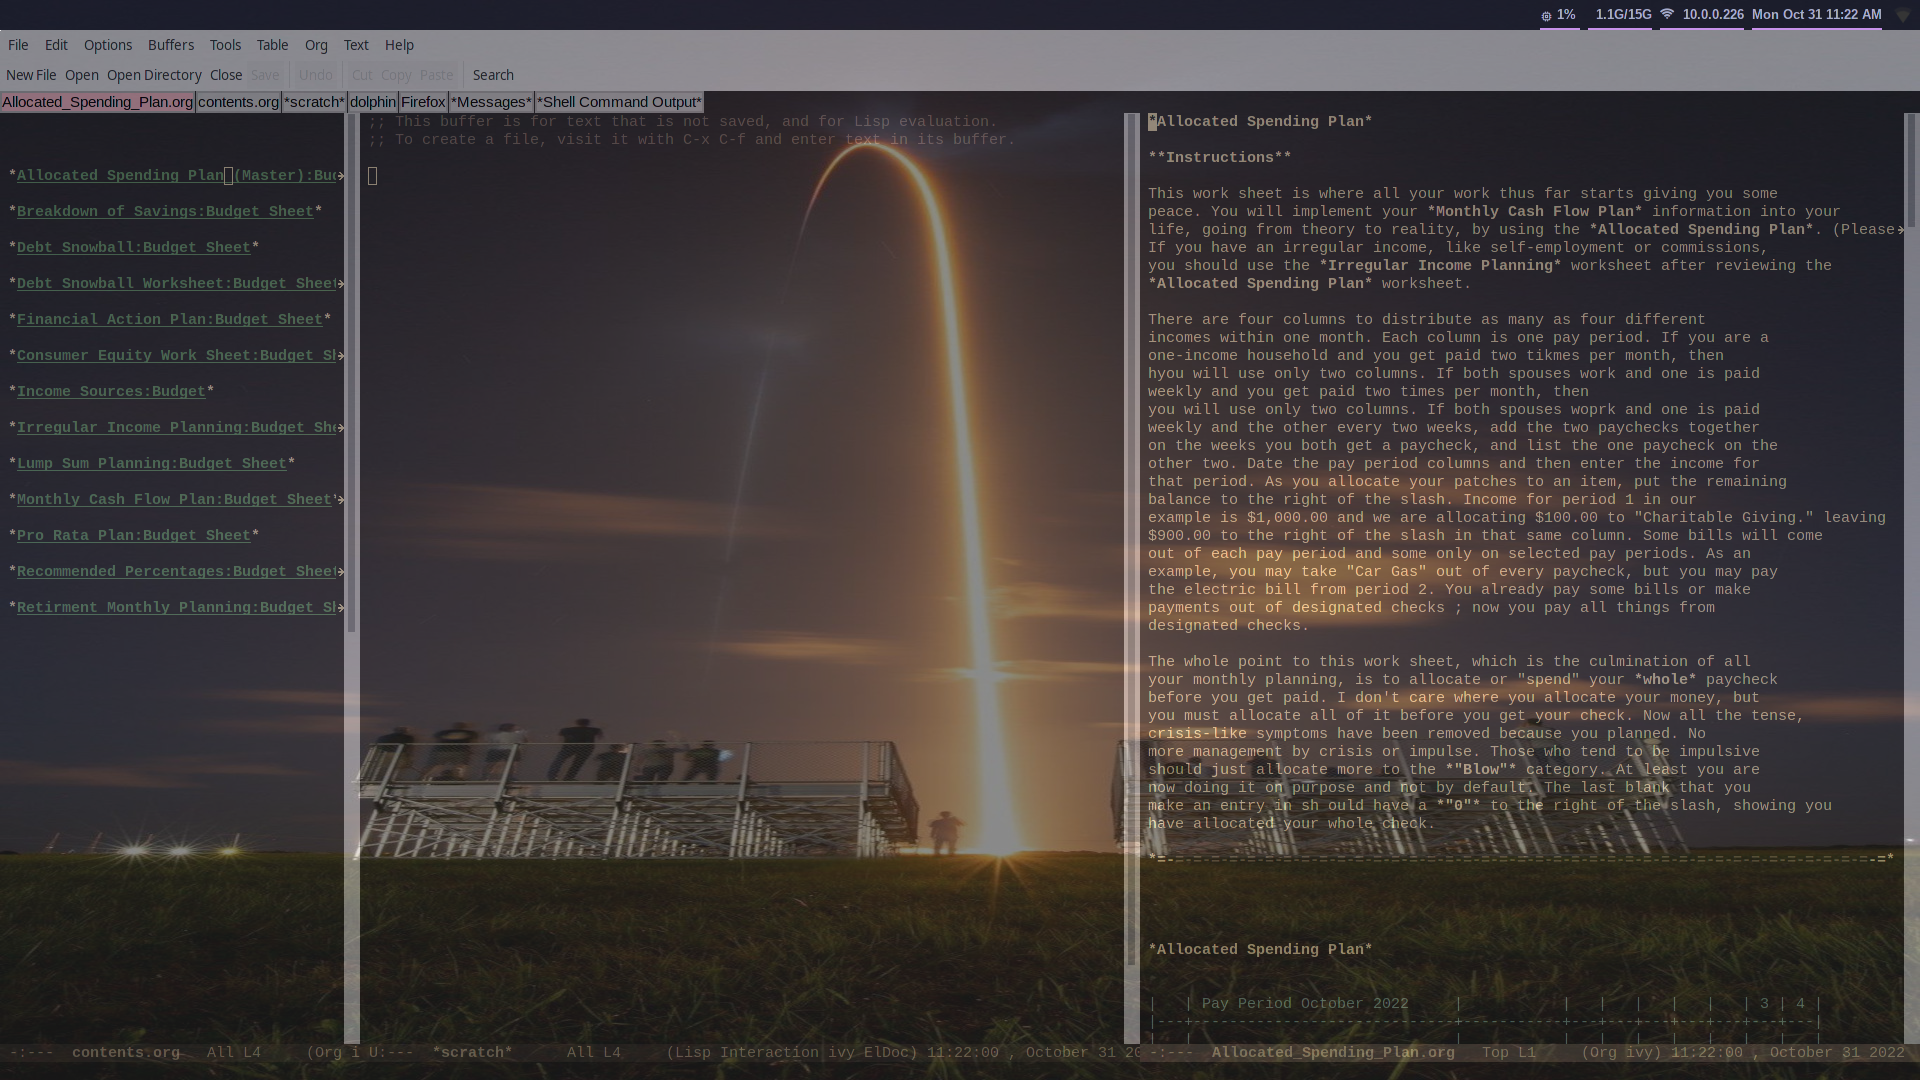 1% 1.1G/15G 10.0.0.226 Mon Oct 31 11:22 AM
File Edit Options Buffers Tools Table Org Text Help
New File Open Open Directory Close Save Undo Cut Copy Paste Search
Allocated_Spending_Plan.org contents.org *scratch* dolphin Firefox *Messages* *Shell Command Output*
*Allocated Spending Plan (Master):Bud
*Breakdown of Savings:Budget Sheet*
*Debt Snowball:Budget Sheet*
*Debt Snowball Worksheet:Budget Sheet
*Financial Action Plan:Budget Sheet*
*Consumer Equity Work Sheet:Budget Sh
*Income Sources:Budget*
*Irregular Income Planning:Budget She
*Lump Sum Planning:Budget Sheet*
*Monthly Cash Flow Plan:Budget Sheet*
*Pro Rata Plan:Budget Sheet*
*Recommended Percentages:Budget Sheet
*Retirment Monthly Planning:Budget Sh
-:--- contents.org All L4 (Org i
;; This buffer is for text that is not saved, and for Lisp evaluation.
;; To create a file, visit it with C-x C-f and enter text in its buffer.
U:--- *scratch* All L4 (Lisp Interaction ivy ElDoc) 11:22:00 , October 31 20
*Allocated Spending Plan*
**Instructions**
This work sheet is where all your work thus far starts giving you some
peace. You will implement your *Monthly Cash Flow Plan* information into your
life, going from theory to reality, by using the *Allocated Spending Plan*. (Please
If you have an irregular income, like self-employment or commissions,
you should use the *Irregular Income Planning* worksheet after reviewing the
*Allocated Spending Plan* worksheet.
There are four columns to distribute as many as four different
incomes within one month. Each column is one pay period. If you are a
one-income household and you get paid two tikmes per month, then
hyou will use only two columns. If both spouses work and one is paid
weekly and you get paid two times per month, then
you will use only two columns. If both spouses woprk and one is paid
weekly and the other every two weeks, add the two paychecks together
on the weeks you both get a paycheck, and list the one paycheck on the
other two. Date the pay period columns and then enter the income for
that period. As you allocate your patches to an item, put the remaining
balance to the right of the slash. Income for period 1 in our
example is $1,000.00 and we are allocating $100.00 to "Charitable Giving." leaving
$900.00 to the right of the slash in that same column. Some bills will come
out of each pay period and some only on selected pay periods. As an
example, you may take "Car Gas" out of every paycheck, but you may pay
the electric bill from period 2. You already pay some bills or make
payments out of designated checks ; now you pay all things from
designated checks.
The whole point to this work sheet, which is the culmination of all
your monthly planning, is to allocate or "spend" your *whole* paycheck
before you get paid. I don't care where you allocate your money, but
you must allocate all of it before you get your check. Now all the tense,
crisis-like symptoms have been removed because you planned. No
more management by crisis or impulse. Those who tend to be impulsive
should just allocate more to the *"Blow"* category. At least you are
now doing it on purpose and not by default. The last blank that you
make an entry in sh ould have a *"0"* to the right of the slash, showing you
have allocated your whole check.
*=-=-=-=-=-=-=-=-=-=-=-=-=-=-=-=-=-=-=-=-=-=-=-=-=-=-=-=-=-=-=-=-=-=-=-=-=-=-=-=-=*
*Allocated Spending Plan*
| | Pay Period October 2022 | | | | | | | 3 | 4 |
-:--- Allocated_Spending_Plan.org Top L1 (Org ivy) 11:22:00 , October 31 2022